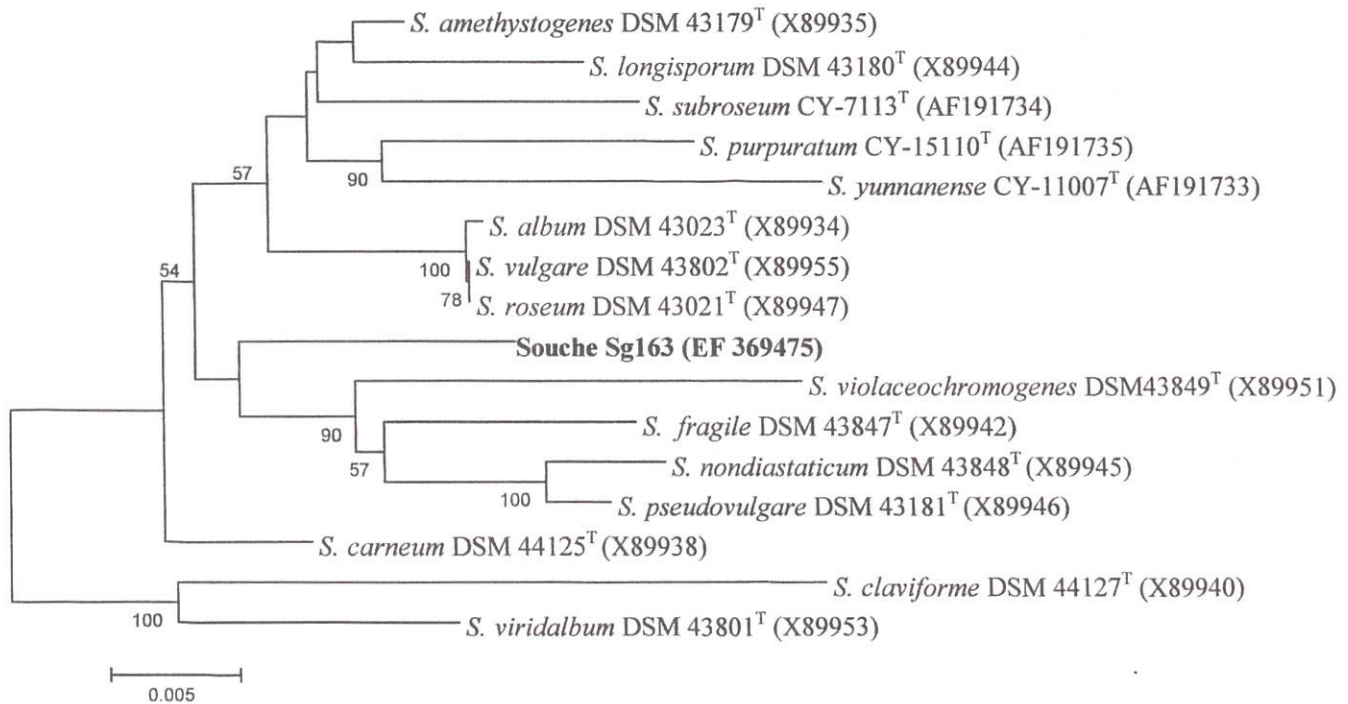 S. amethystogenes DSM 43179T (X89935)
S. longisporum DSM 43180T (X89944)
S. subroseum CY-7113T (AF191734)
S. purpuratum CY-15110T (AF191735)
90
57
S. yunnanense CY-11007T (AF191733)
S. album DSM 43023T (X89934)
100
54
S. vulgare DSM 43802T (X89955)
78
S. roseum DSM 43021T (X89947)
Souche Sg163 (EF 369475)
S. violaceochromogenes DSM43849T (X89951)
90
S. fragile DSM 43847T (X89942)
57
S. nondiastaticum DSM 43848T (X89945)
100
S. pseudovulgare DSM 43181T (X89946)
S. carneum DSM 44125T (X89938)
S. claviforme DSM 44127T (X89940)
100
S. viridalbum DSM 43801T (X89953)
0.005